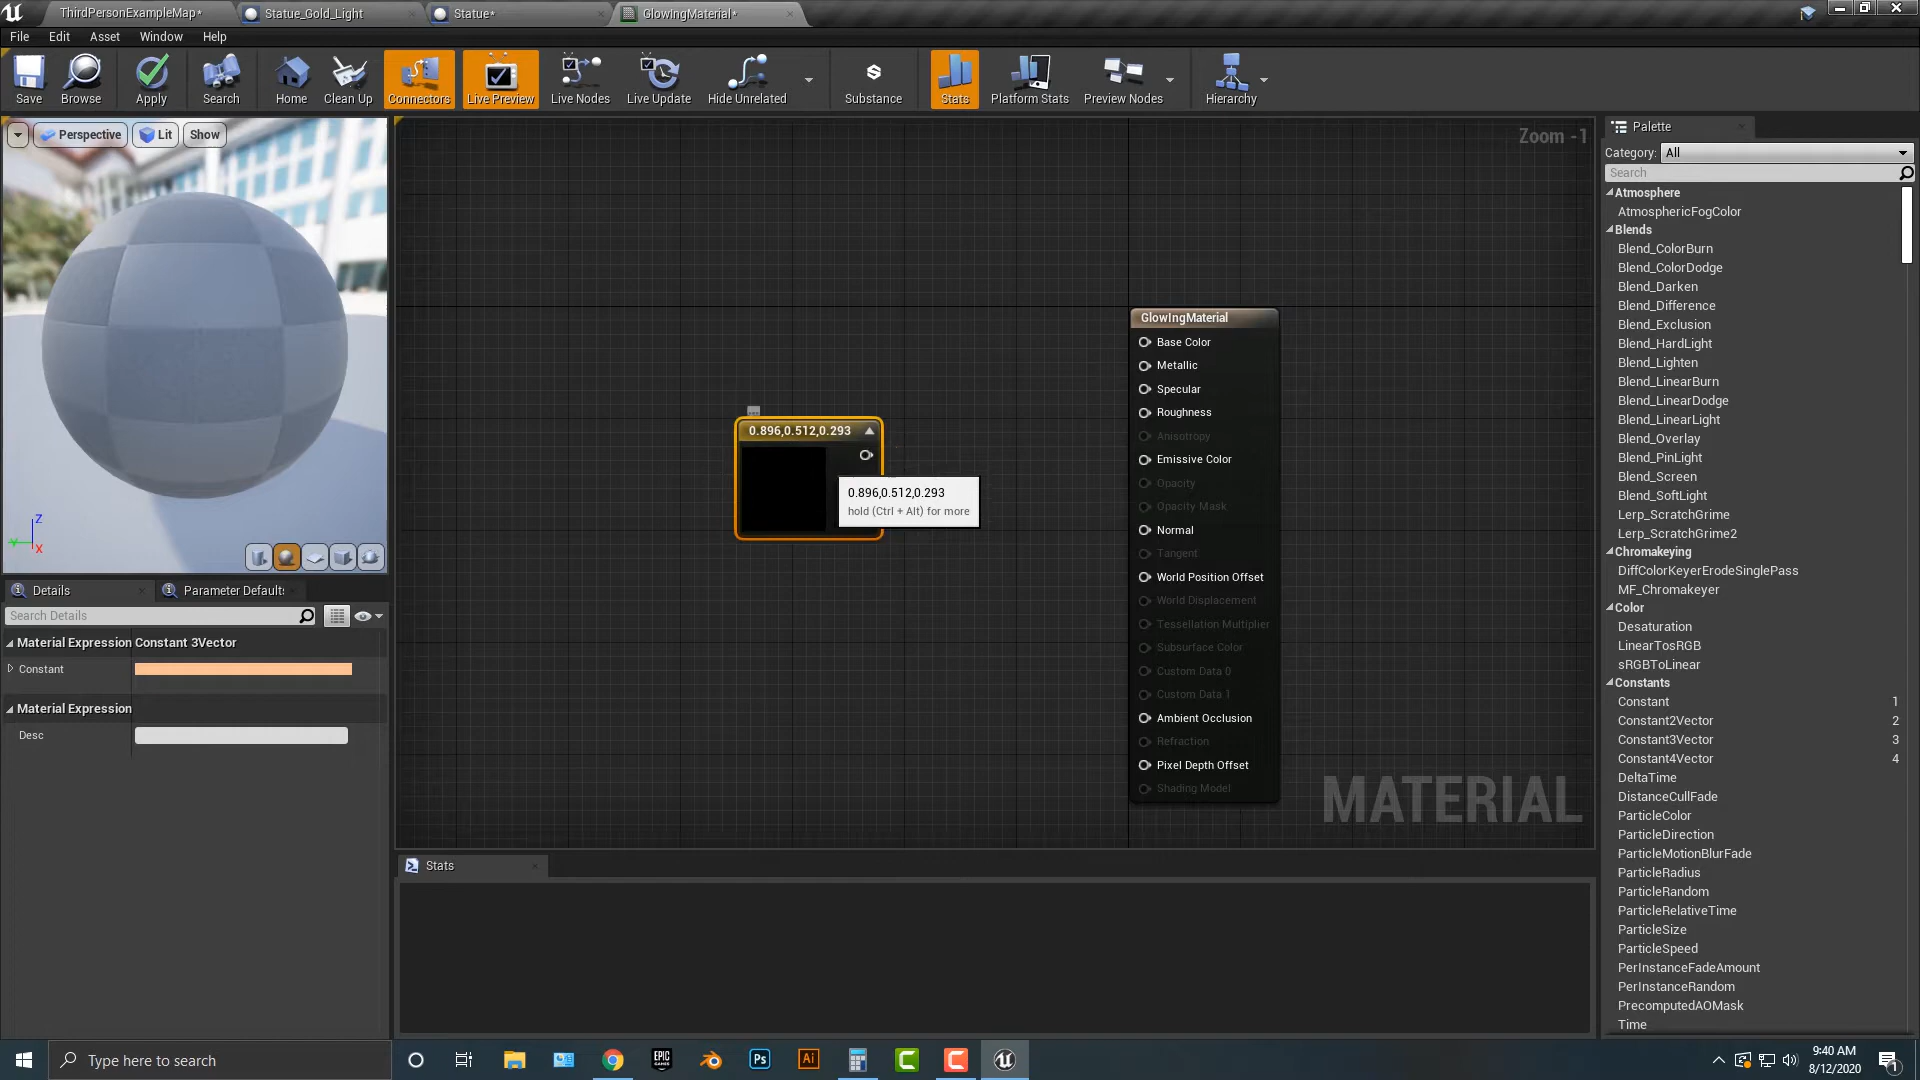 ThirdPersonExampleMap*
Statue_Gold_Light
Statue*
GlowIngMaterial*
File
Edit
Asset
Window
Help
Save
Browse
Apply
Search
Home
Clean Up
Connectors
Live Preview
Live Nodes
Live Update
Hide Unrelated
Substance
Stats
Platform Stats
Preview Nodes
Hierarchy
Perspective
Lit
Show
Z
Y
X
Zoom -1
0.896,0.512,0.293
0.896,0.512,0.293
hold (Ctrl + Alt) for more
GlowIngMaterial
Base Color
Metallic
Specular
Roughness
Anisotropy
Emissive Color
Opacity
Opacity Mask
Normal
Tangent
World Position Offset
World Displacement
Tessellation Multiplier
Subsurface Color
Custom Data 0
Custom Data 1
Ambient Occlusion
Refraction
Pixel Depth Offset
Shading Model
MATERIAL
Details
Parameter Defaults
Search Details
Material Expression Constant 3Vector
Constant
Material Expression
Desc
Stats
Palette
Category: All
Search
Atmosphere
AtmosphericFogColor
Blends
Blend_ColorBurn
Blend_ColorDodge
Blend_Darken
Blend_Difference
Blend_Exclusion
Blend_HardLight
Blend_Lighten
Blend_LinearBurn
Blend_LinearDodge
Blend_LinearLight
Blend_Overlay
Blend_PinLight
Blend_Screen
Blend_SoftLight
Lerp_ScratchGrime
Lerp_ScratchGrime2
Chromakeying
DiffColorKeyerErodeSinglePass
MF_Chromakeyer
Color
Desaturation
LinearTosRGB
sRGBToLinear
Constants
Constant 1
Constant2Vector 2
Constant3Vector 3
Constant4Vector 4
DeltaTime
DistanceCullFade
ParticleColor
ParticleDirection
ParticleMotionBlurFade
ParticleRadius
ParticleRandom
ParticleRelativeTime
ParticleSize
ParticleSpeed
PerInstanceFadeAmount
PerInstanceRandom
PrecomputedAOMask
Time
Type here to search
EPIC
GAMES
Ps
Ai
9:40 AM
8/12/2020
1